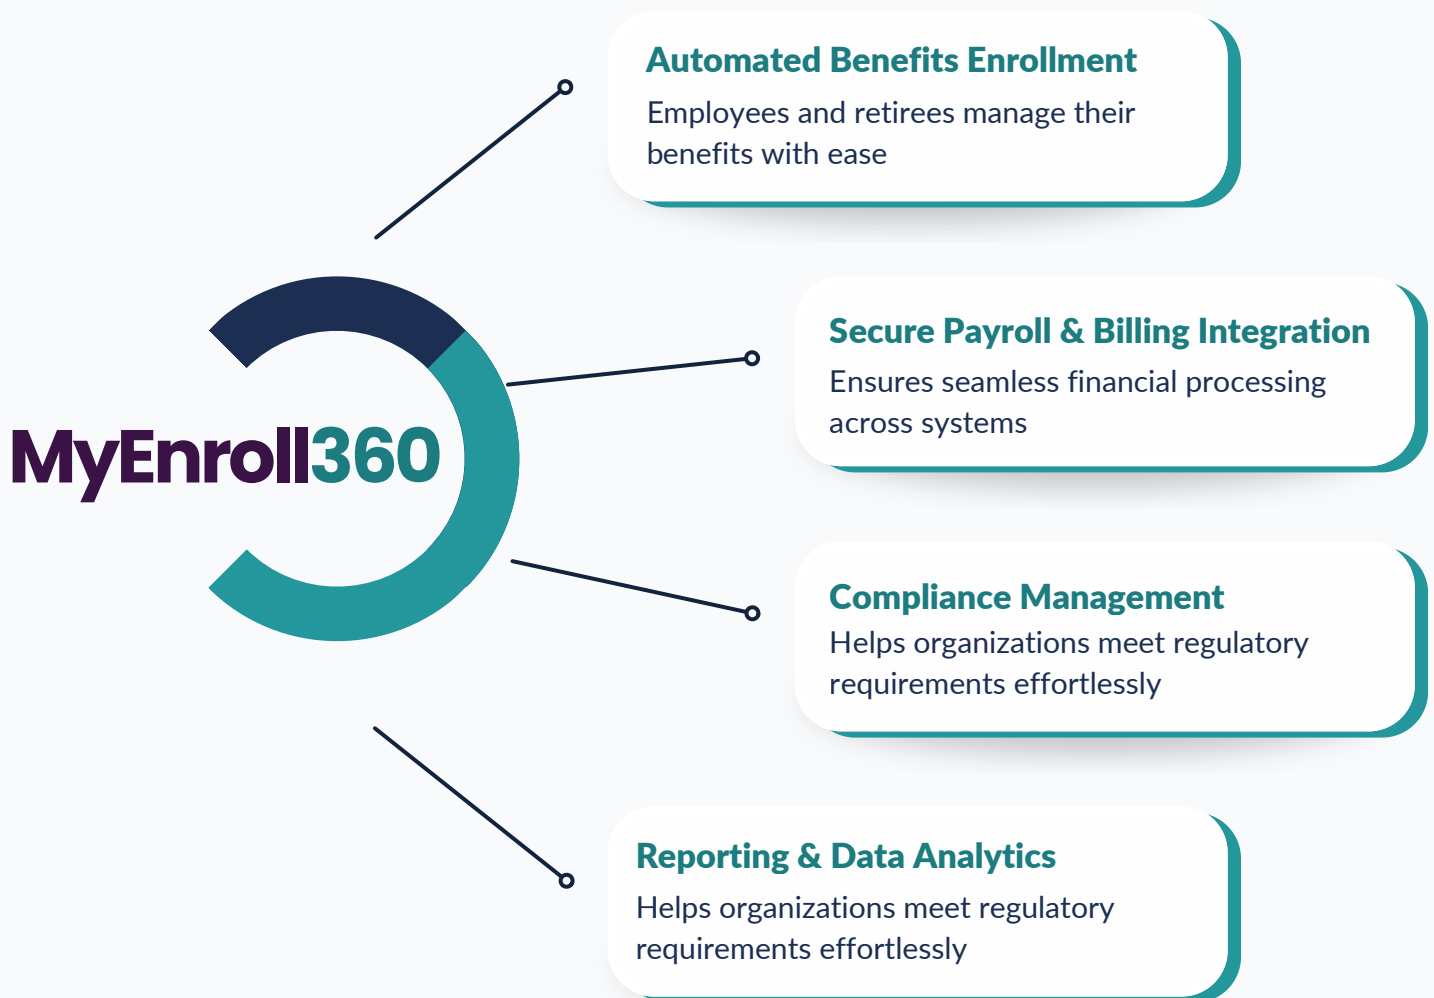 Automated Benefits Enrollment
Employees and retirees manage their
benefits with ease
Secure Payroll & Billing Integration
Ensures seamless financial processing
across systems
MyEnroll360
Compliance Management
Helps organizations meet regulatory
requirements effortlessly
Reporting & Data Analytics
Helps organizations meet regulatory
requirements effortlessly